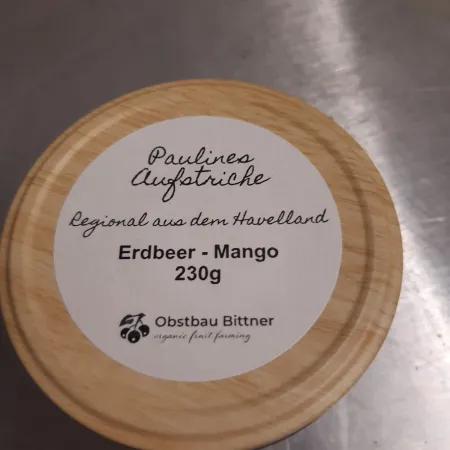 Paulines
Aufstriche
Regional aus dem Havelland
Erdbeer - Mango
230g
Obstbau Bittner
organic fruit farming